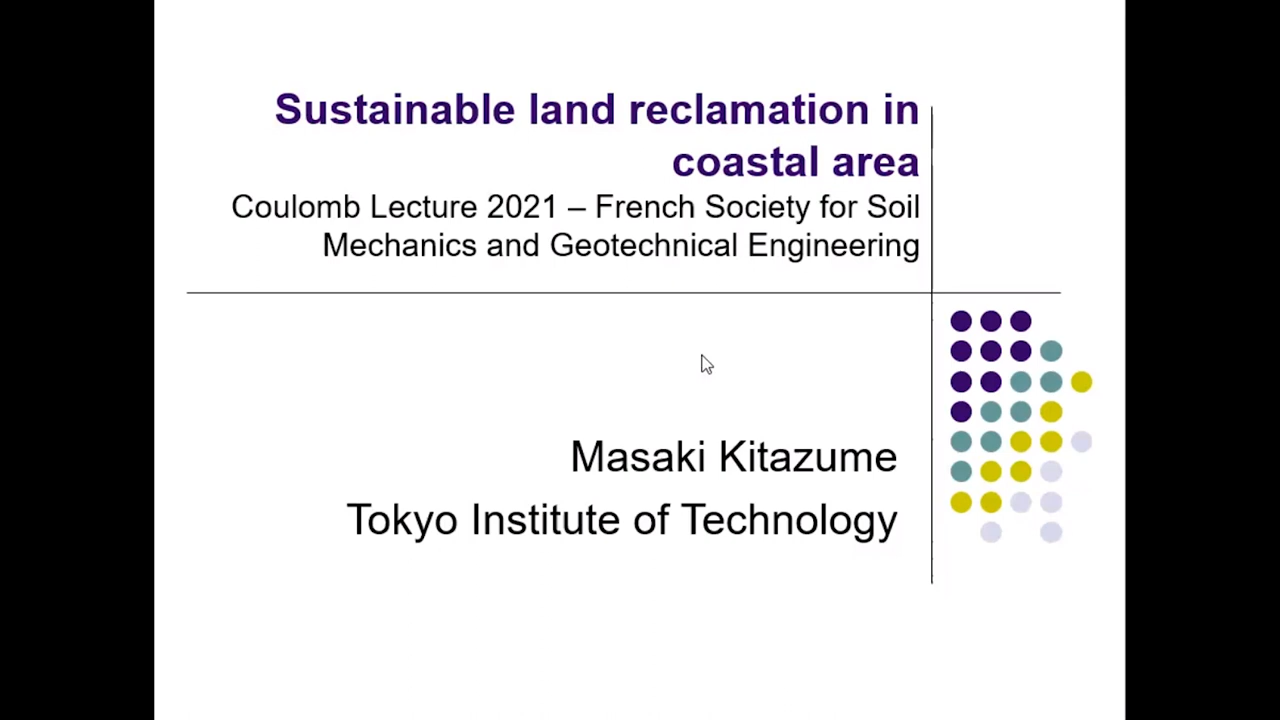 Sustainable land reclamation in
coastal area
Coulomb Lecture 2021 – French Society for Soil
Mechanics and Geotechnical Engineering
Masaki Kitazume
Tokyo Institute of Technology